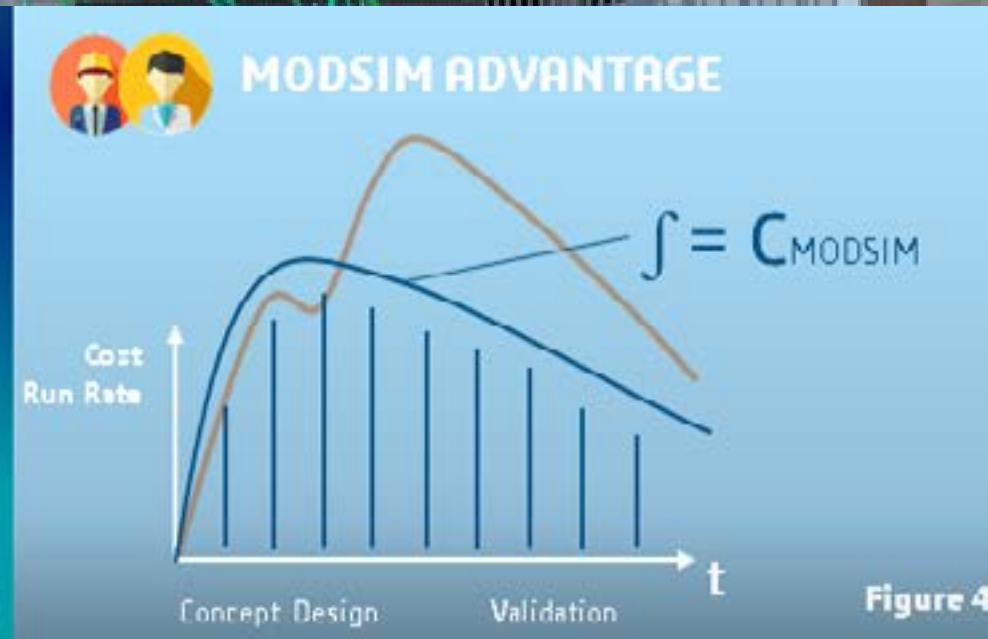 MODSIM ADVANTAGE
∫ = CMODSIM
Cost
Run Rate
t
Concept Design
Validation
Figure 4